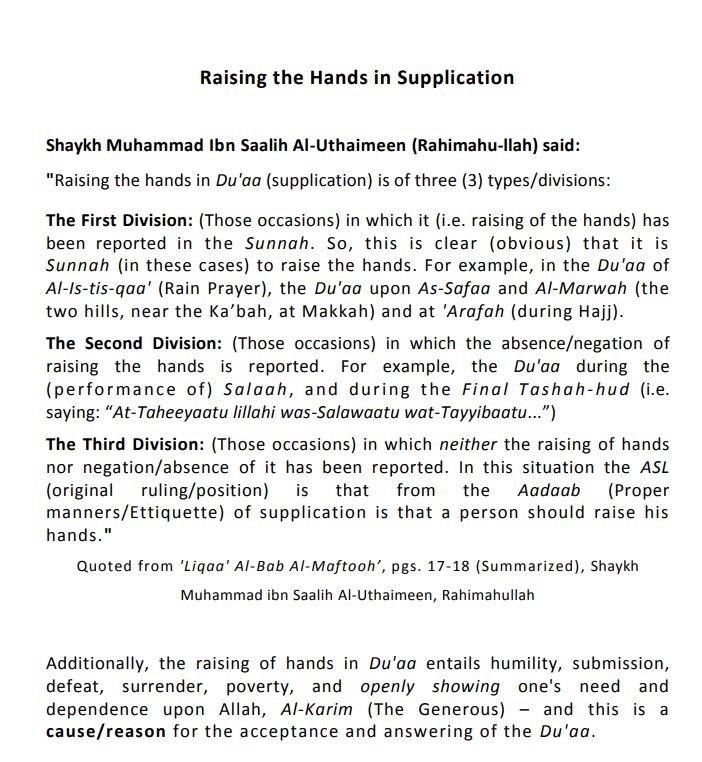 Raising the Hands in Supplication
Shaykh Muhammad Ibn Saalih Al-Uthaimeen (Rahimahu-llah) said:
"Raising the hands in Du'aa (supplication) is of three (3) types/divisions:
The First Division: (Those occasions) in which it (i.e. raising of the hands) has
been reported in the Sunnah. So, this is clear (obvious) that it is
Sunnah (in these cases) to raise the hands. For example, in the Du'aa of
Al-Is-tis-qaa' (Rain Prayer), the Du'aa upon As-Safaa and Al-Marwah (the
two hills, near the Ka’bah, at Makkah) and at 'Arafah (during Hajj).
The Second Division: (Those occasions) in which the absence/negation of
raising the hands is reported. For example, the Du'aa during the
(performance of) Salaah, and during the Final Tashah-hud (i.e.
saying: “At-Taheeyaatu lillahi was-Salawaatu wat-Tayyibaatu...”)
The Third Division: (Those occasions) in which neither the raising of hands
nor negation/absence of it has been reported. In this situation the ASL
(original ruling/position) is that from the Aadaab (Proper
manners/Ettiquette) of supplication is that a person should raise his
hands."
Quoted from 'Liqaa' Al-Bab Al-Maftooh’, pgs. 17-18 (Summarized), Shaykh
Muhammad ibn Saalih Al-Uthaimeen, Rahimahullah
Additionally, the raising of hands in Du'aa entails humility, submission,
defeat, surrender, poverty, and openly showing one's need and
dependence upon Allah, Al-Karim (The Generous) – and this is a
cause/reason for the acceptance and answering of the Du'aa.